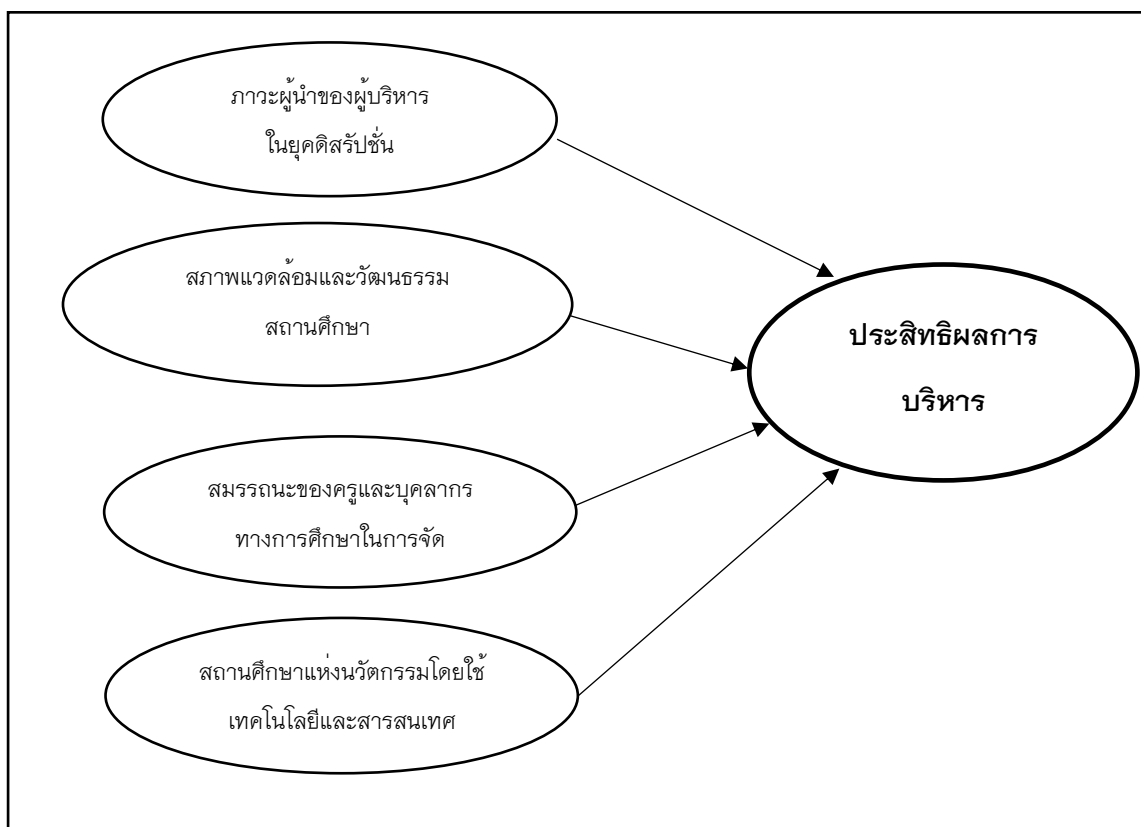 ภาวะผู้นำของผู้บริหาร
ในยุคดิสรัปชั่น
สภาพแวดล้อมและวัฒนธรรม
สถานศึกษา
สมรรถนะของครูและบุคลากร
ทางการศึกษาในการจัด
สถานศึกษาแห่งนวัตกรรมโดยใช้
เทคโนโลยีและสารสนเทศ
ประสิทธิผลการ
บริหาร